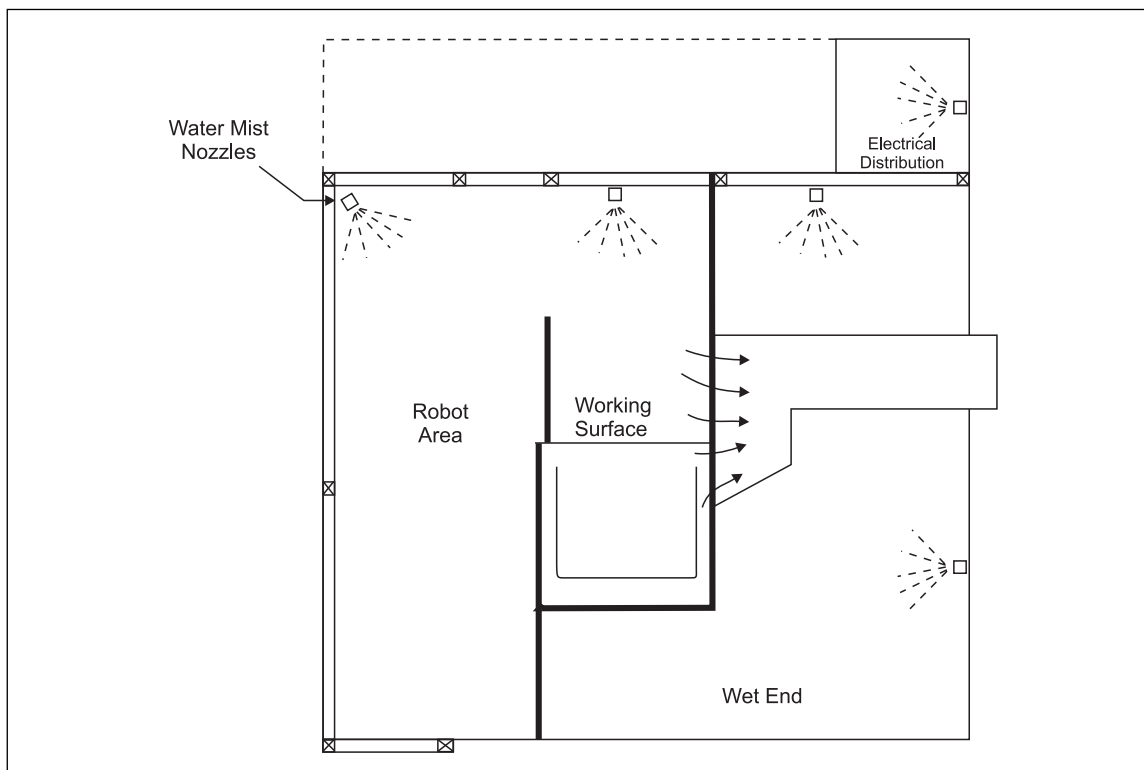 Water Mist
Nozzles
Electrical
Distribution
Robot
Area
Working
Surface
Wet End